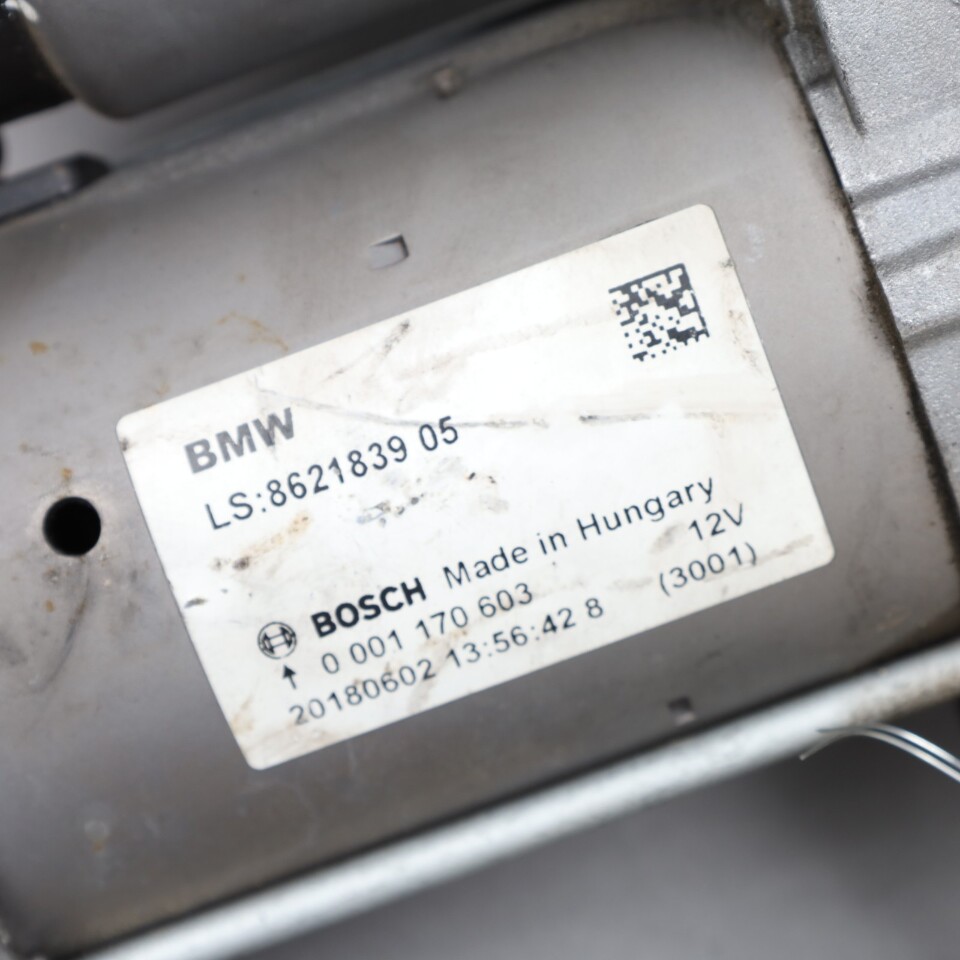 BMW
LS:8621839 05
BOSCH Made in Hungary
0 001 170 603 12V
20180602 13:56:42 8 (3001)